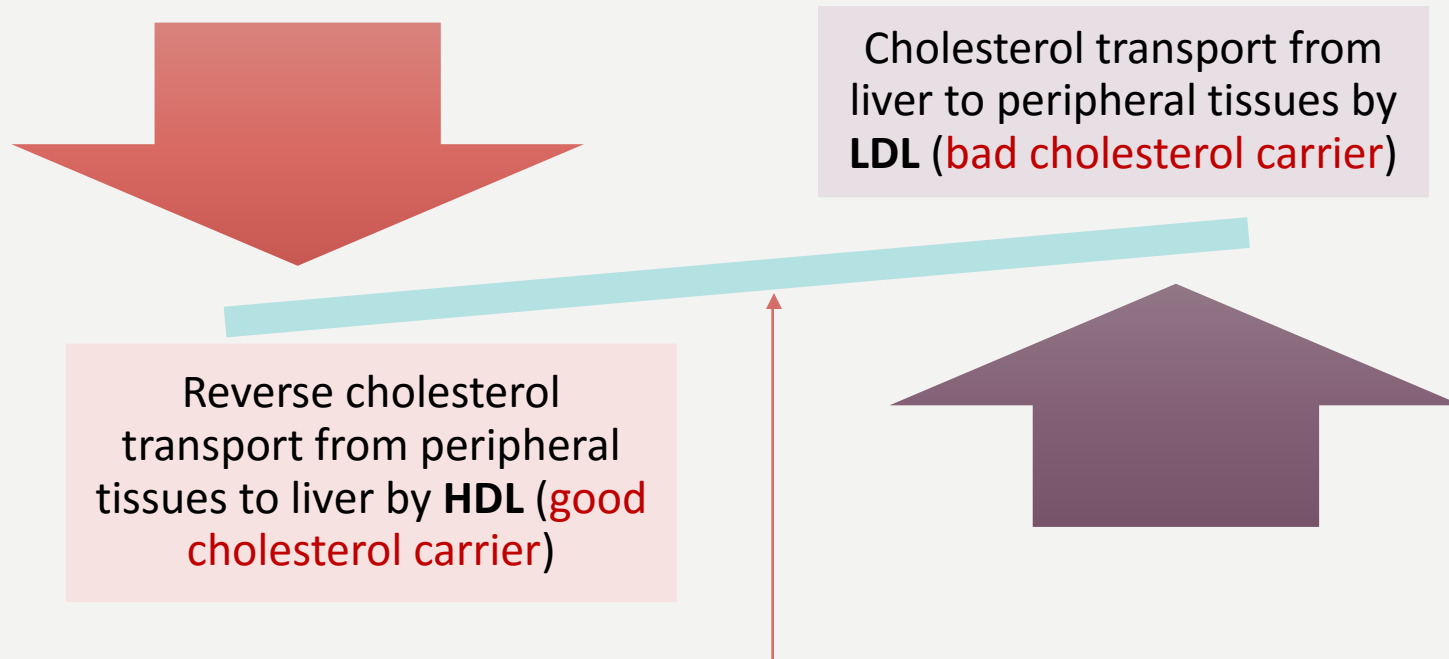 Cholesterol transport from
liver to peripheral tissues by
LDL (bad cholesterol carrier)
Reverse cholesterol
transport from peripheral
tissues to liver by HDL (good
cholesterol carrier)